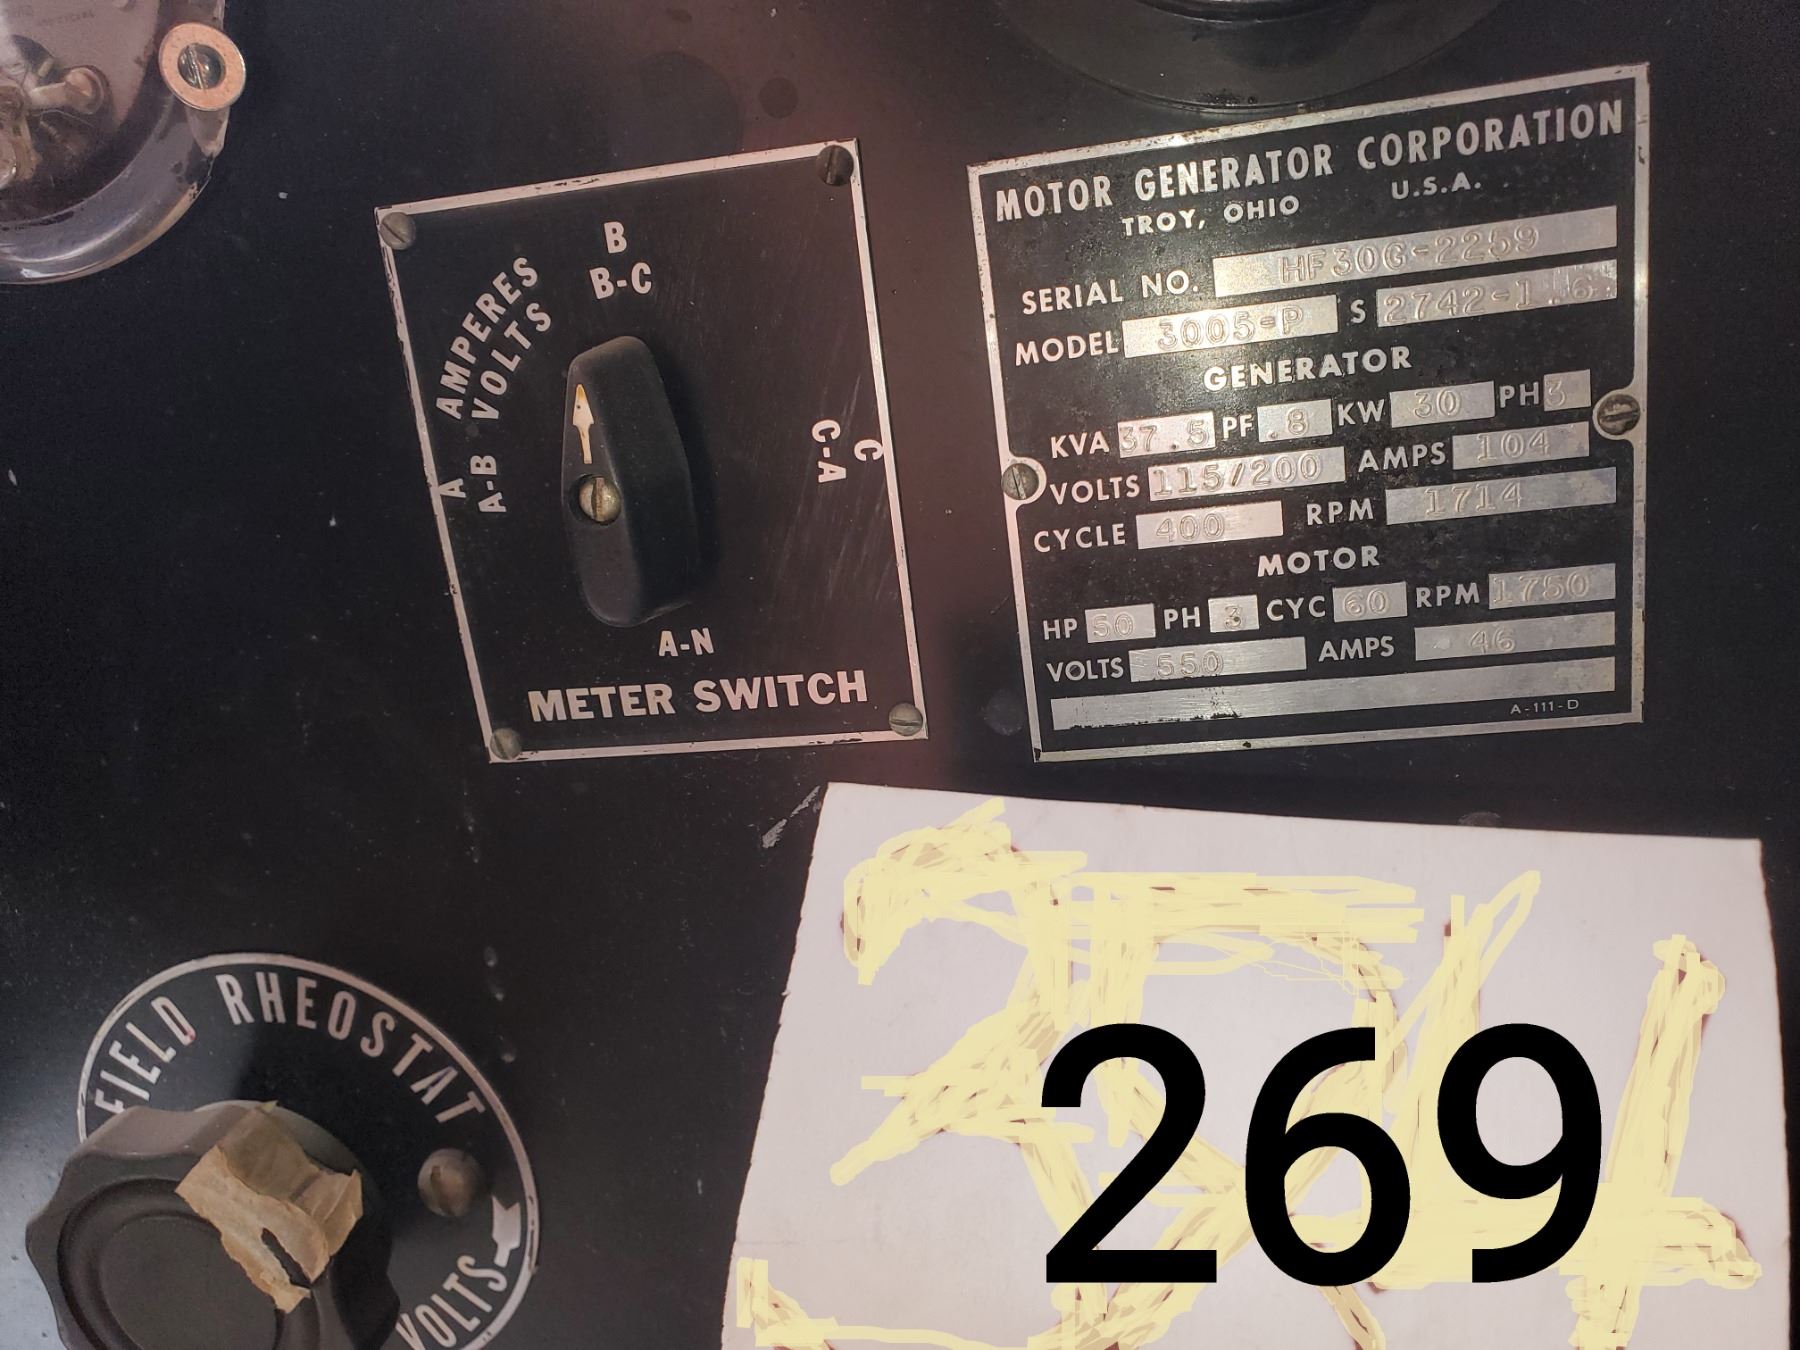 B
B-C
AMPERES
VOLTS
A
A-B
C
C-A
A-N
METER SWITCH
MOTOR GENERATOR CORPORATION
TROY, OHIO U.S.A.
SERIAL NO. HF30G-2259
MODEL 3005-P S 2742-1.6
GENERATOR
KVA 37.5 PF .8 KW 30 PH 3
VOLTS 115/200 AMPS 104
CYCLE 400 RPM 1714
MOTOR
HP 50 PH 3 CYC 60 RPM 1750
VOLTS 550 AMPS 46
A-111-D
FIELD RHEOSTAT
VOLTS
269